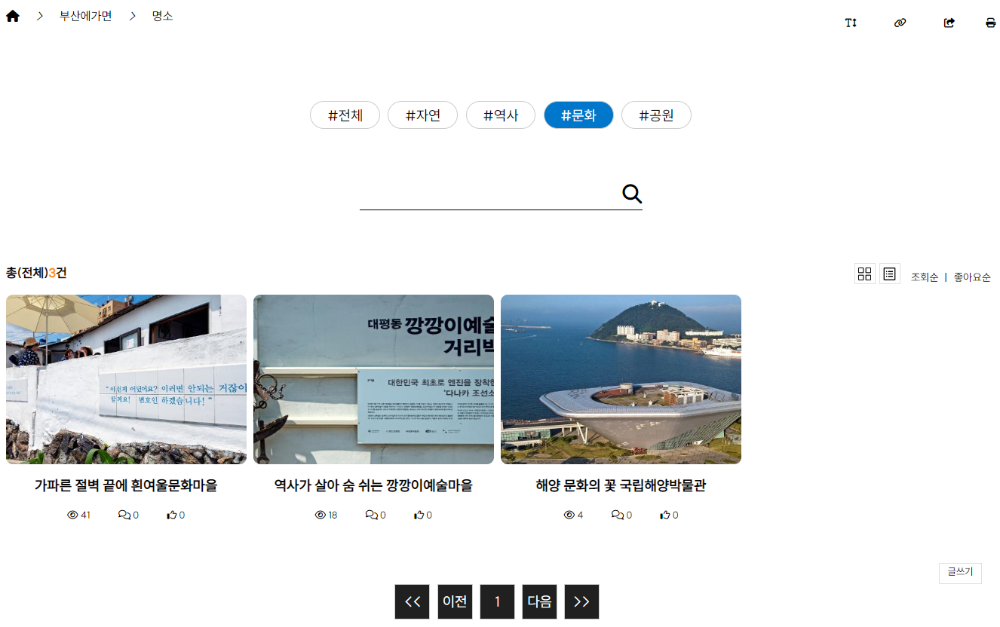 부산에가면 명소
#전체 #자연 #역사 #문화 #공원
총(전체)3건
조회순 | 좋아요순
“ 이런게 어딨어요? 이러면 안되는 거잖아
할게요! 변호인 하겠습니다! ”
대평동 깡깡이예술
거리박
대한민국 최초로 엔진을 장착한
‘다나카 조선소
가파른 절벽 끝에 흰여울문화마을
역사가 살아 숨 쉬는 깡깡이예술마을
해양 문화의 꽃 국립해양박물관
41 0 0
18 0 0
4 0 0
글쓰기
<< 이전 1 다음 >>